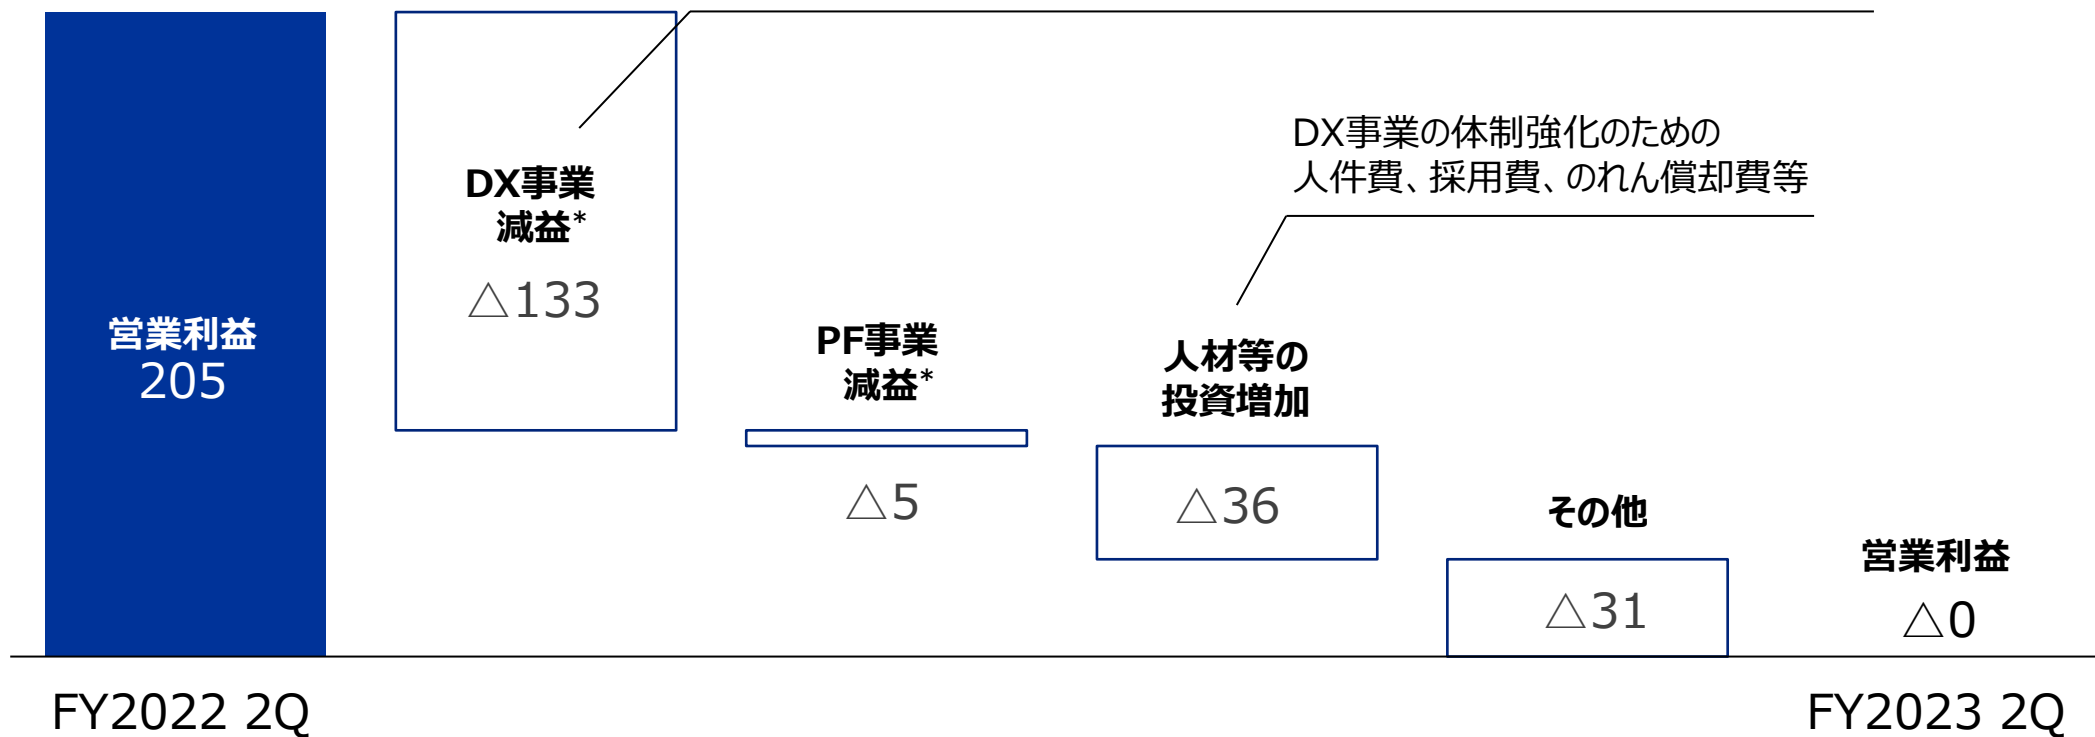 営業利益
205
DX事業
減益*
△133
PF事業
減益*
△5
DX事業の体制強化のための
人件費、採用費、のれん償却費等
人材等の
投資増加
△36
その他
△31
営業利益
△0
FY2022 2Q
FY2023 2Q